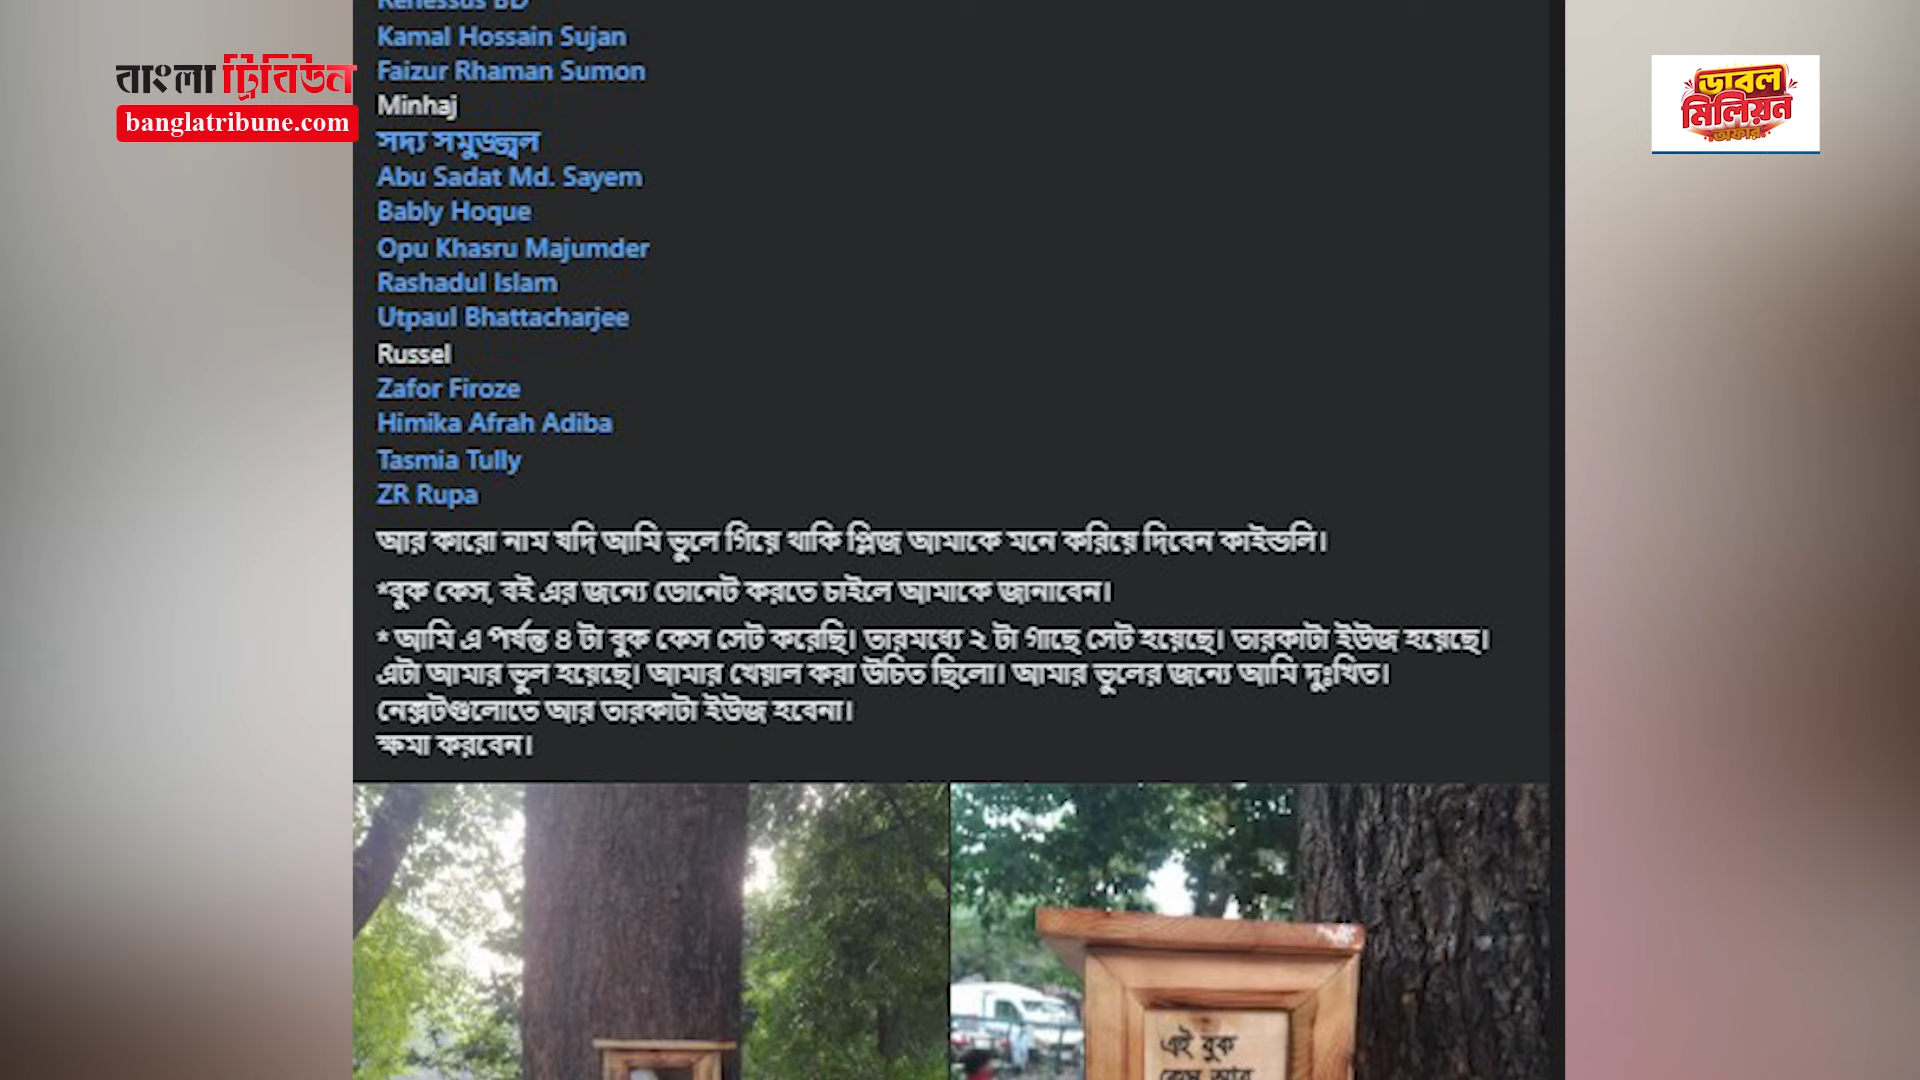 Renessus BD
Kamal Hossain Sujan
Faizur Rhaman Sumon
Minhaj
সদ্য সমুজ্জ্বল
Abu Sadat Md. Sayem
Bably Hoque
Opu Khasru Majumder
Rashadul Islam
Utpaul Bhattacharjee
Russel
Zafor Firoze
Himika Afrah Adiba
Tasmia Tully
ZR Rupa
আর কারো নাম যদি আমি ভুলে গিয়ে থাকি প্লিজ আমাকে মনে করিয়ে দিবেন কাইন্ডলি।
*বুক কেস, বই এর জন্যে ডোনেট করতে চাইলে আমাকে জানাবেন।
* আমি এ পর্যন্ত ৪ টা বুক কেস সেট করেছি। তারমধ্যে ২ টা গাছে সেট হয়েছে। তারকাটা ইউজ হয়েছে।
এটা আমার ভুল হয়েছে। আমার খেয়াল করা উচিত ছিলো। আমার ভুলের জন্যে আমি দুঃখিত।
নেক্সটগুলোতে আর তারকাটা ইউজ হবেনা।
ক্ষমা করবেন।
বাংলা ট্রিবিউন
banglatribune.com
ডাবল
মিলিয়ন
অফার
এই বুক
কেস আর